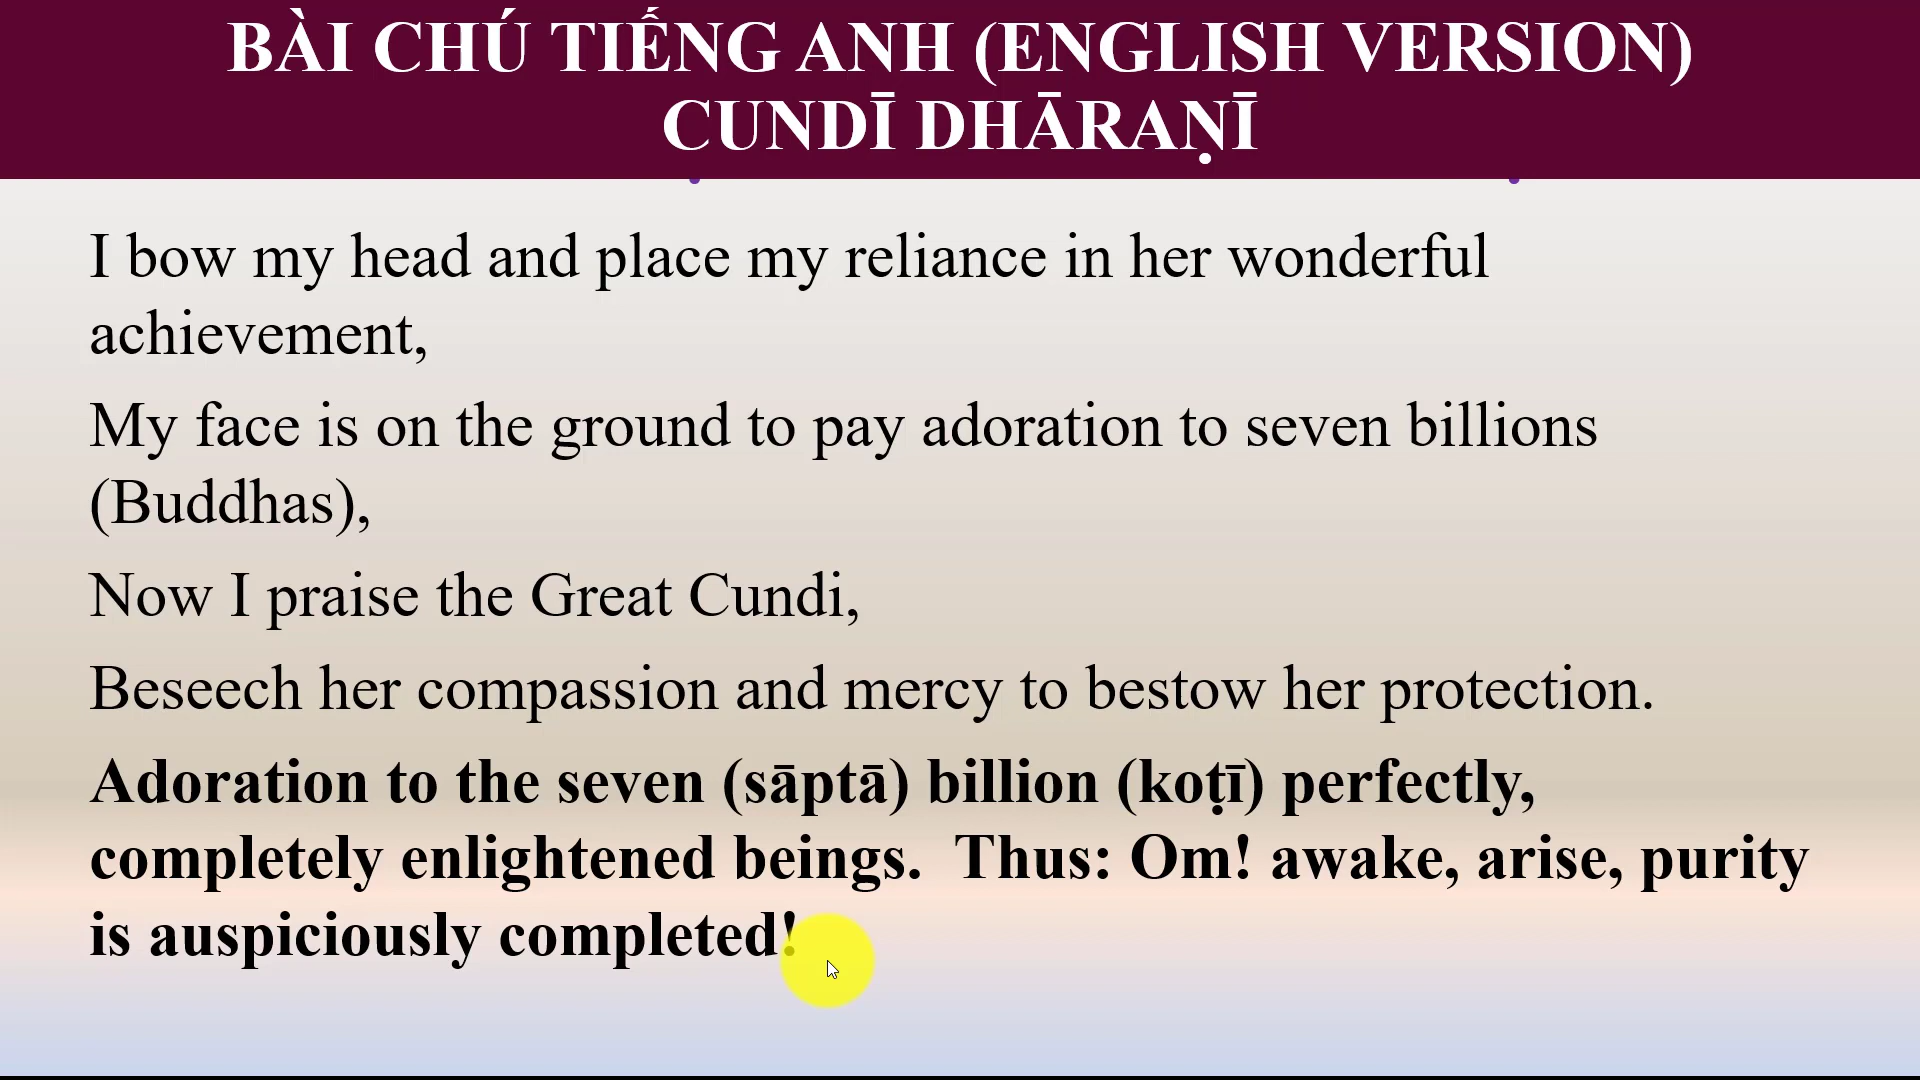 BÀI CHÚ TIẾNG ANH (ENGLISH VERSION)
CUNDĪ DHĀRAṆĪ
I bow my head and place my reliance in her wonderful
achievement,
My face is on the ground to pay adoration to seven billions
(Buddhas),
Now I praise the Great Cundi,
Beseech her compassion and mercy to bestow her protection.
Adoration to the seven (sāptā) billion (koṭī) perfectly,
completely enlightened beings.  Thus: Om! awake, arise, purity
is auspiciously completed!